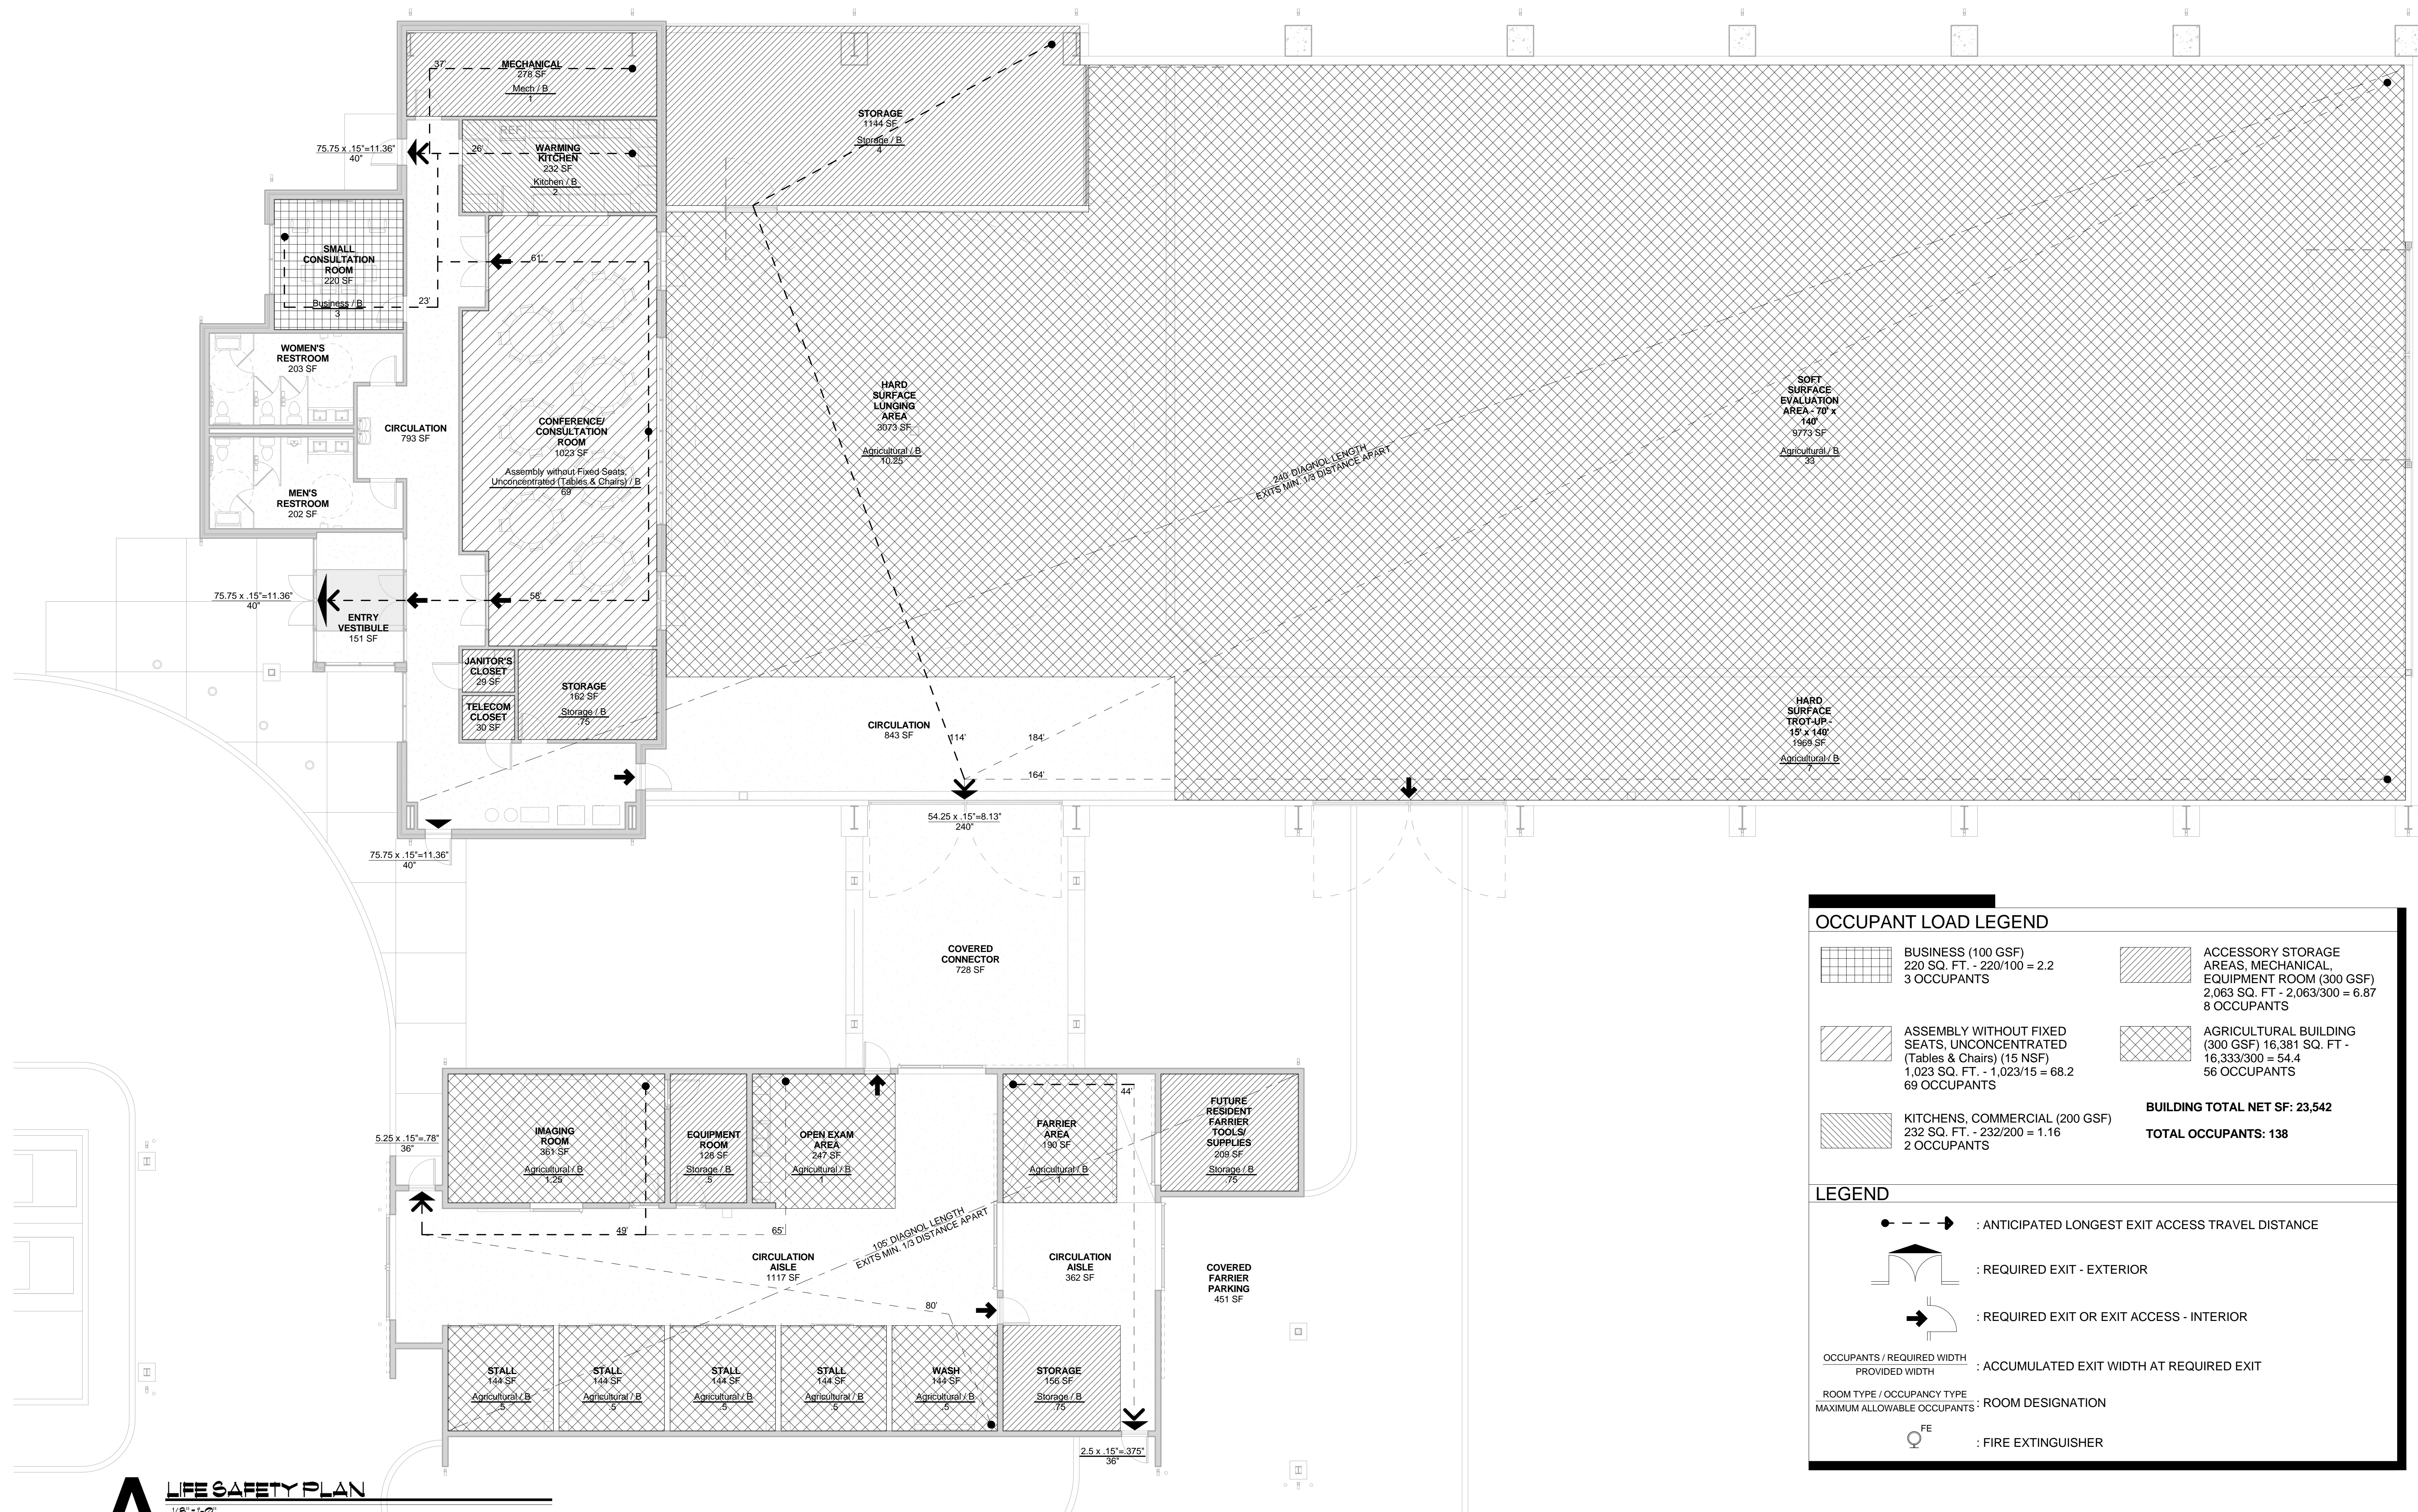 37'
MECHANICAL
278 SF
Mech / B
1
STORAGE
1144 SF
Storage / B
4
75.75 x .15"=11.36"
40"
26'
REF.
WARMING
KITCHEN
232 SF
Kitchen / B
2
SMALL
CONSULTATION
ROOM
220 SF
Business / B
3
23'
61'
WOMEN'S
RESTROOM
203 SF
CIRCULATION
793 SF
MEN'S
RESTROOM
202 SF
CONFERENCE/
CONSULTATION
ROOM
1023 SF
Assembly without Fixed Seats,
Unconcentrated (Tables & Chairs) / B
69
HARD
SURFACE
LUNGING
AREA
3073 SF
Agricultural / B
10.25
SOFT
SURFACE
EVALUATION
AREA - 70' x
140'
9773 SF
Agricultural / B
33
240' DIAGNOL LENGTH
EXITS MIN. 1/3 DISTANCE APART
75.75 x .15"=11.36"
40"
58'
ENTRY
VESTIBULE
151 SF
JANITOR'S
CLOSET
29 SF
TELECOM
CLOSET
30 SF
STORAGE
162 SF
Storage / B
.75
CIRCULATION
843 SF
114'
184'
164'
HARD
SURFACE
TROT-UP -
15' x 140'
1969 SF
Agricultural / B
7
54.25 x .15"=8.13"
240"
75.75 x .15"=11.36"
40"
COVERED
CONNECTOR
728 SF
5.25 x .15"=.78"
36"
IMAGING
ROOM
361 SF
Agricultural / B
1.25
EQUIPMENT
ROOM
128 SF
Storage / B
.5
OPEN EXAM
AREA
247 SF
Agricultural / B
1
FARRIER
AREA
190 SF
Agricultural / B
1
44'
FUTURE
RESIDENT
FARRIER
TOOLS/
SUPPLIES
209 SF
Storage / B
.75
49'
65'
105' DIAGNOL LENGTH
EXITS MIN. 1/3 DISTANCE APART
CIRCULATION
AISLE
1117 SF
CIRCULATION
AISLE
362 SF
COVERED
FARRIER
PARKING
451 SF
80'
STALL
144 SF
Agricultural / B
.5
STALL
144 SF
Agricultural / B
.5
STALL
144 SF
Agricultural / B
.5
STALL
144 SF
Agricultural / B
.5
WASH
144 SF
Agricultural / B
.5
STORAGE
156 SF
Storage / B
.75
2.5 x .15"=.375"
36"
OCCUPANT LOAD LEGEND
BUSINESS (100 GSF)
220 SQ. FT. - 220/100 = 2.2
3 OCCUPANTS
ACCESSORY STORAGE
AREAS, MECHANICAL,
EQUIPMENT ROOM (300 GSF)
2,063 SQ. FT - 2,063/300 = 6.87
8 OCCUPANTS
ASSEMBLY WITHOUT FIXED
SEATS, UNCONCENTRATED
(Tables & Chairs) (15 NSF)
1,023 SQ. FT. - 1,023/15 = 68.2
69 OCCUPANTS
AGRICULTURAL BUILDING
(300 GSF) 16,381 SQ. FT -
16,333/300 = 54.4
56 OCCUPANTS
KITCHENS, COMMERCIAL (200 GSF)
232 SQ. FT. - 232/200 = 1.16
2 OCCUPANTS
BUILDING TOTAL NET SF: 23,542
TOTAL OCCUPANTS: 138
LEGEND
: ANTICIPATED LONGEST EXIT ACCESS TRAVEL DISTANCE
: REQUIRED EXIT - EXTERIOR
: REQUIRED EXIT OR EXIT ACCESS - INTERIOR
OCCUPANTS / REQUIRED WIDTH
PROVIDED WIDTH
: ACCUMULATED EXIT WIDTH AT REQUIRED EXIT
ROOM TYPE / OCCUPANCY TYPE
MAXIMUM ALLOWABLE OCCUPANTS
: ROOM DESIGNATION
FE
: FIRE EXTINGUISHER
A
LIFE SAFETY PLAN